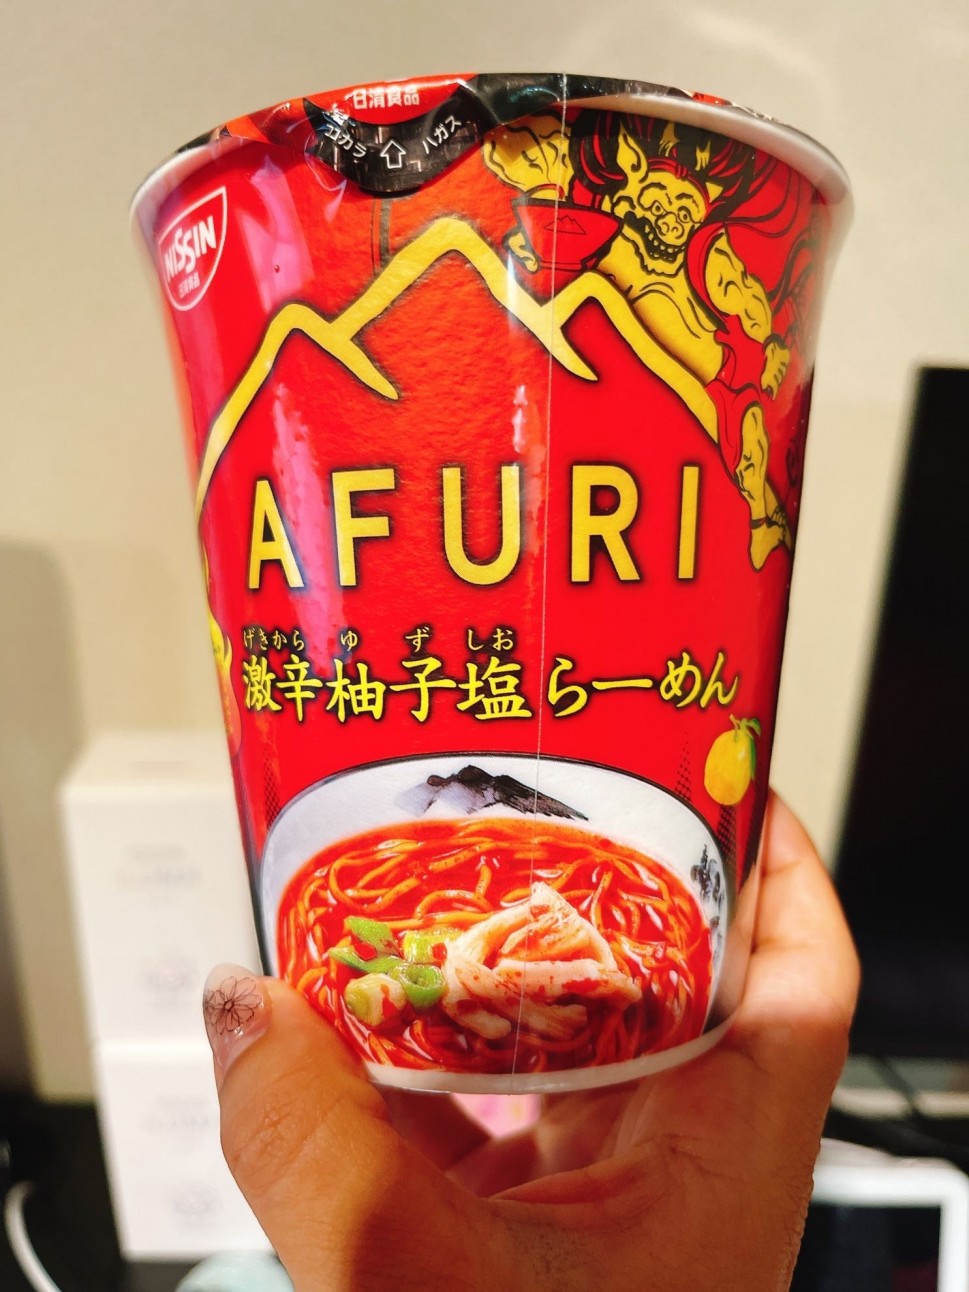 日清食品
ココカラ
ハガス
NISSIN
日清食品
AFURI
げきから ゆ ず しお
激辛柚子塩らーめん